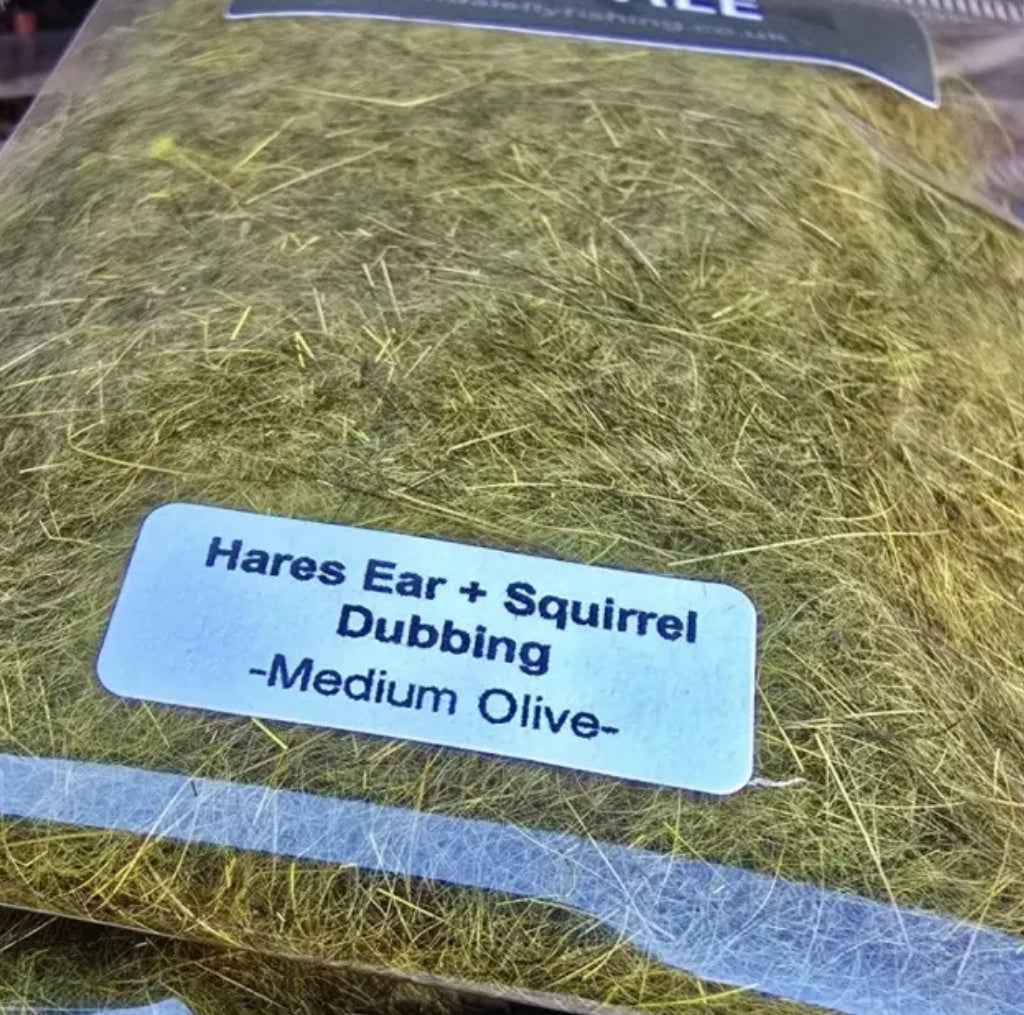 Hares Ear + Squirrel
Dubbing
-Medium Olive-